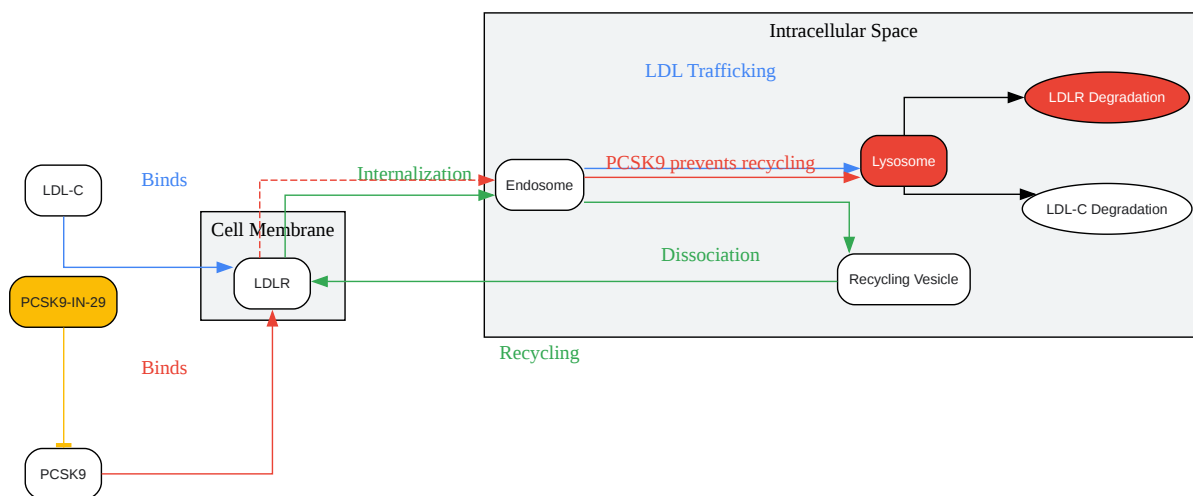 Intracellular Space
LDL Trafficking
LDLR Degradation
PCSK9 prevents recycling
Lysosome
Internalization
Endosome
LDL-C
Binds
LDL-C Degradation
Cell Membrane
Dissociation
LDLR
Recycling Vesicle
PCSK9-IN-29
Recycling
Binds
PCSK9